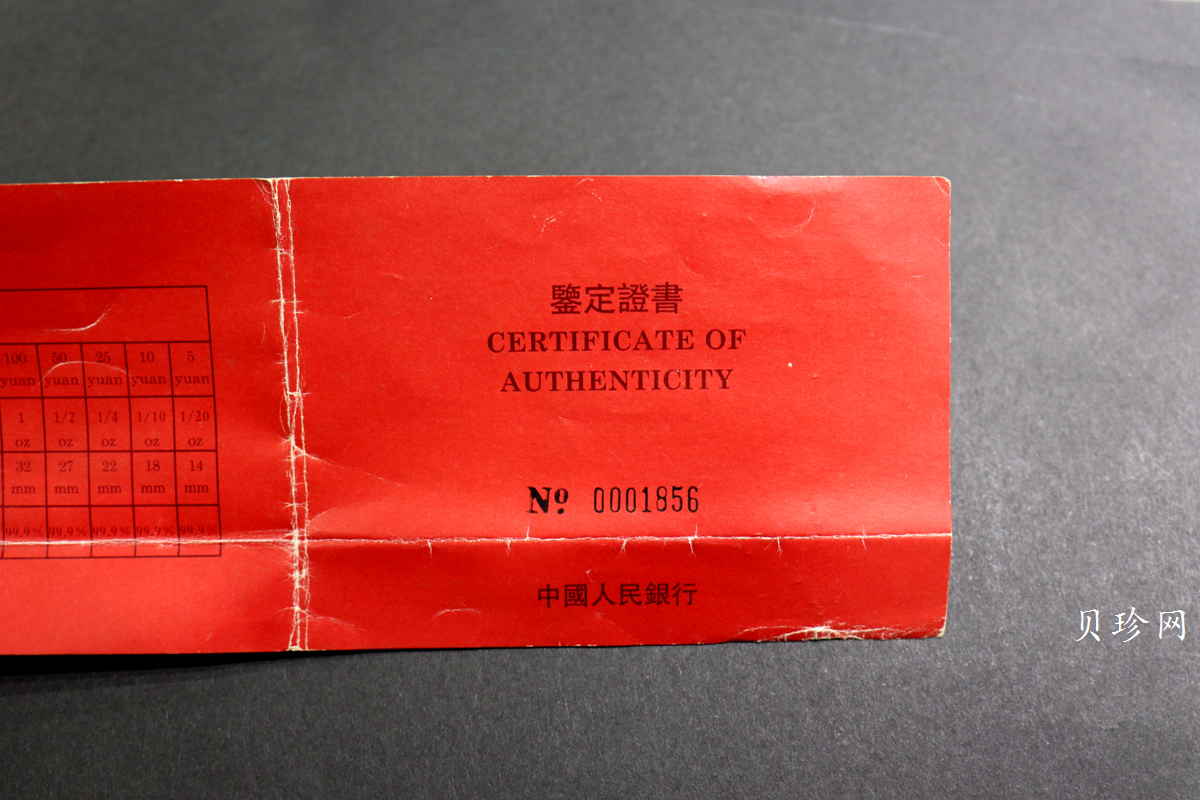 100 50 25 10 5
yuan yuan yuan yuan yuan
1 1/2 1/4 1/10 1/20
oz oz oz oz oz
32 27 22 18 14
mm mm mm mm mm
99.9% 99.9% 99.9% 99.9% 99.9%
鑒定證書
CERTIFICATE OF
AUTHENTICITY
Nº 0001856
中國人民銀行
贝珍网